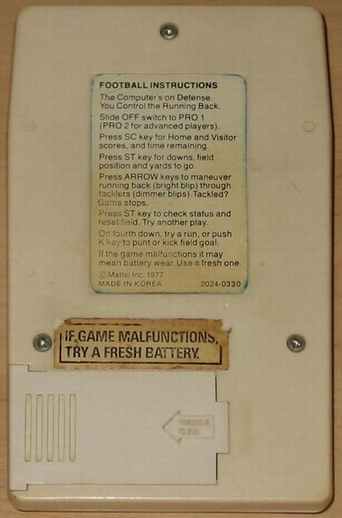 FOOTBALL INSTRUCTIONS
The Computer's on Defense.
You Control the Running Back.
Slide OFF switch to PRO 1
(PRO 2 for advanced players).
Press SC key for Home and Visitor
scores, and time remaining.
Press ST key for downs, field
position and yards to go.
Press ARROW keys to maneuver
running back (bright blip) through
tacklers (dimmer blips). Tackled?
Game stops.
Press ST key to check status and
reset field. Try another play.
On fourth down, try a run, or push
K key to punt or kick field goal.
If the game malfunctions it may
mean battery wear. Use a fresh one.
© Mattel Inc. 1977
MADE IN KOREA 2024-0330
IF GAME MALFUNCTIONS,
TRY A FRESH BATTERY.